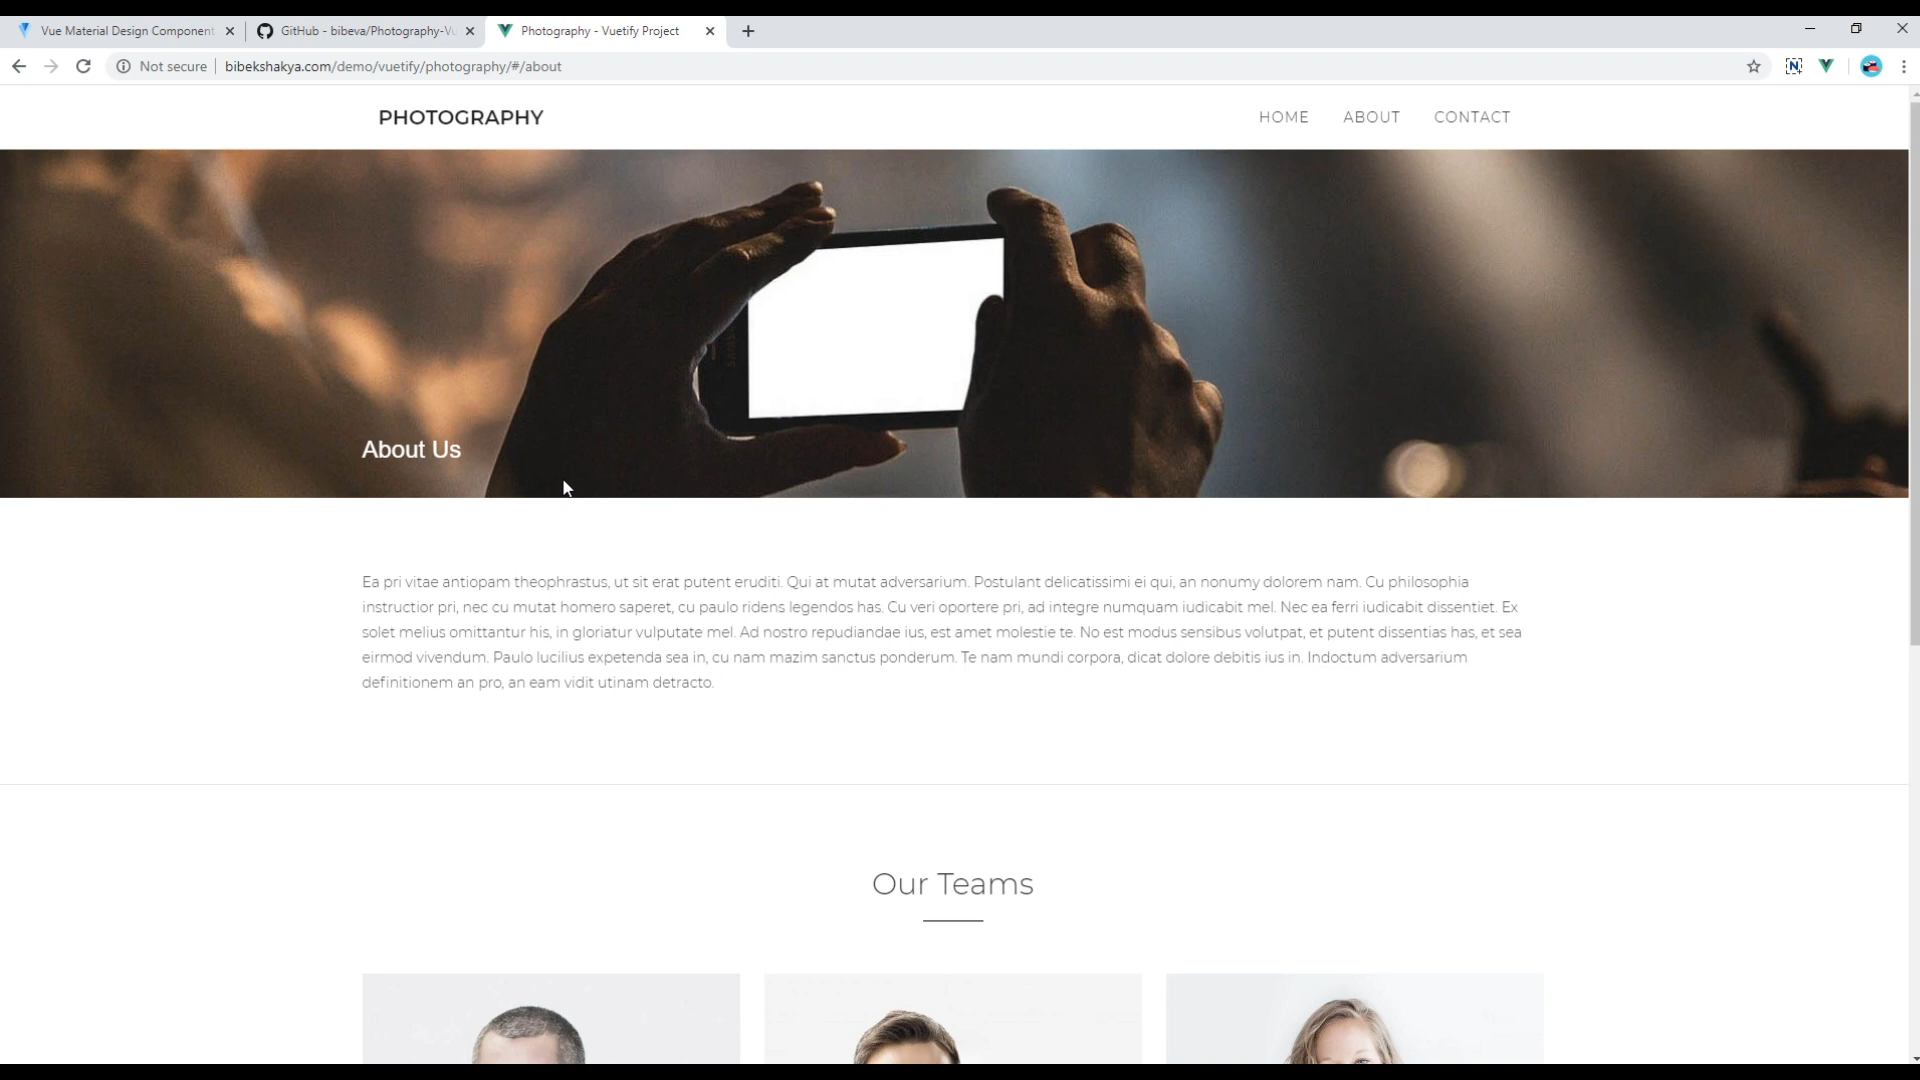 Vue Material Design Component
GitHub - bibeva/Photography-Vu
Photography - Vuetify Project
Not secure
bibekshakya.com/demo/vuetify/photography/#/about
PHOTOGRAPHY
HOME
ABOUT
CONTACT
About Us
Ea pri vitae antiopam theophrastus, ut sit erat putent eruditi. Qui at mutat adversarium. Postulant delicatissimi ei qui, an nonumy dolorem nam. Cu philosophia
instructior pri, nec cu mutat homero saperet, cu paulo ridens legendos has. Cu veri oportere pri, ad integre numquam iudicabit mel. Nec ea ferri iudicabit dissentiet. Ex
solet melius omittantur his, in gloriatur vulputate mel. Ad nostro repudiandae ius, est amet molestie te. No est modus sensibus volutpat, et putent dissentias has, et sea
eirmod vivendum. Paulo lucilius expetenda sea in, cu nam mazim sanctus ponderum. Te nam mundi corpora, dicat dolore debitis ius in. Indoctum adversarium
definitionem an pro, an eam vidit utinam detracto.
Our Teams